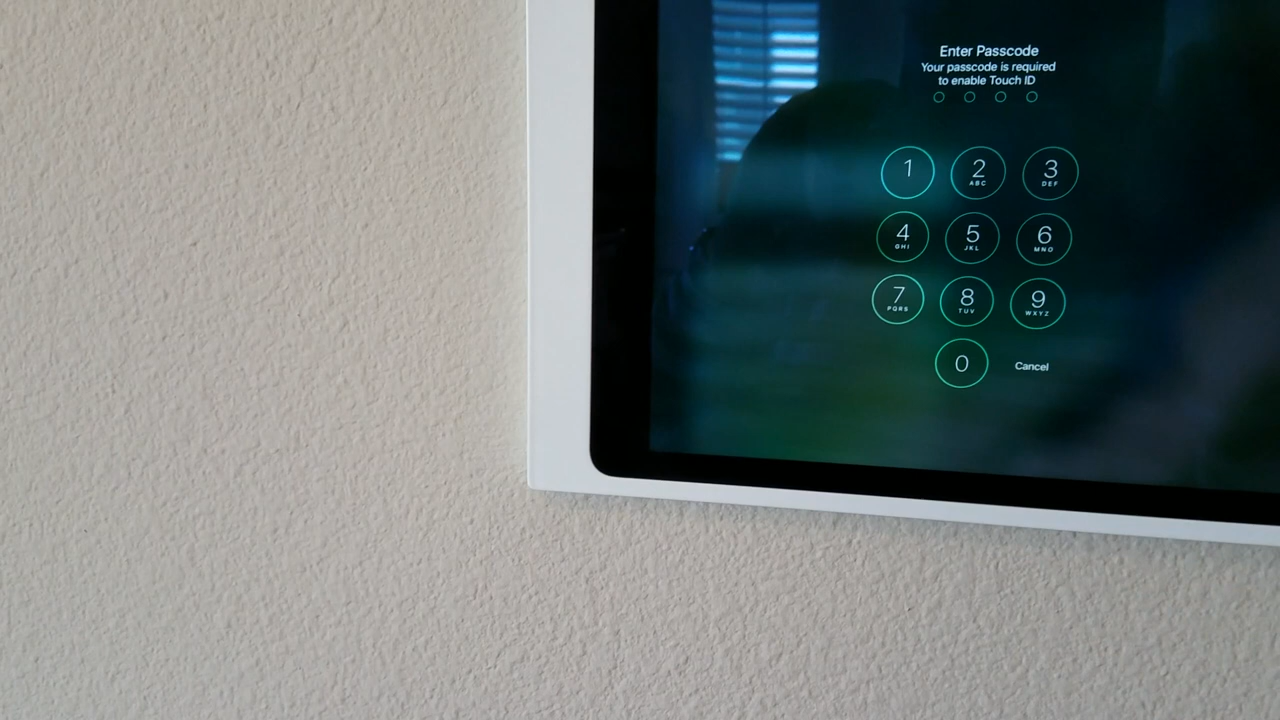 Enter Passcode
Your passcode is required
to enable Touch ID
1 2 3
ABC DEF
4 5 6
GHI JKL MNO
7 8 9
PQRS TUV WXYZ
0 Cancel